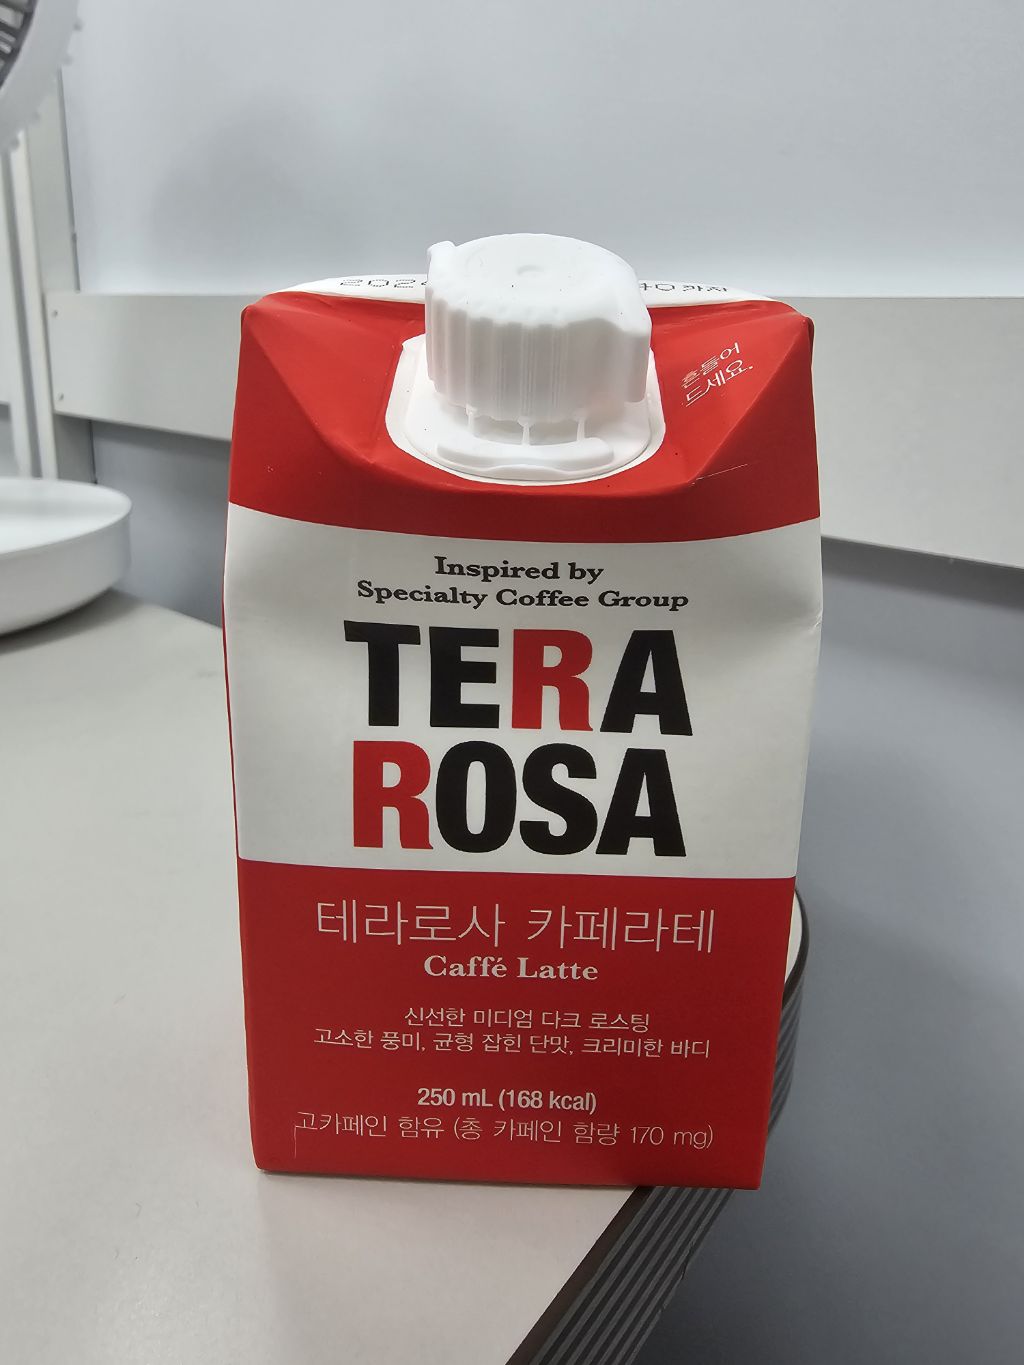 흔들어
드세요.
Inspired by
Specialty Coffee Group
TERA
ROSA
테라로사 카페라테
Caffé Latte
신선한 미디엄 다크 로스팅
고소한 풍미, 균형 잡힌 단맛, 크리미한 바디
250 mL (168 kcal)
고카페인 함유 (총 카페인 함량 170 mg)